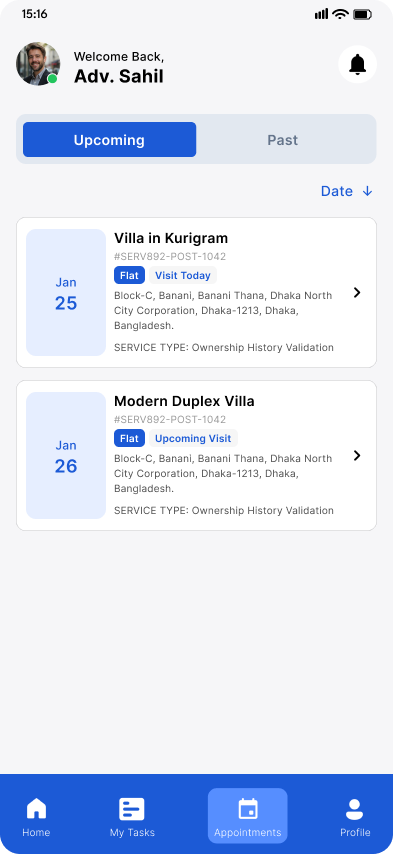 15:16
Welcome Back,
Adv. Sahil
Upcoming
Past
Date ↓
Villa in Kurigram
#SERV892-POST-1042
Flat
Visit Today
Jan
25
Block-C, Banani, Banani Thana, Dhaka North
City Corporation, Dhaka-1213, Dhaka,
Bangladesh.
SERVICE TYPE: Ownership History Validation
Modern Duplex Villa
#SERV892-POST-1042
Flat
Upcoming Visit
Jan
26
Block-C, Banani, Banani Thana, Dhaka North
City Corporation, Dhaka-1213, Dhaka,
Bangladesh.
SERVICE TYPE: Ownership History Validation
Home
My Tasks
Appointments
Profile